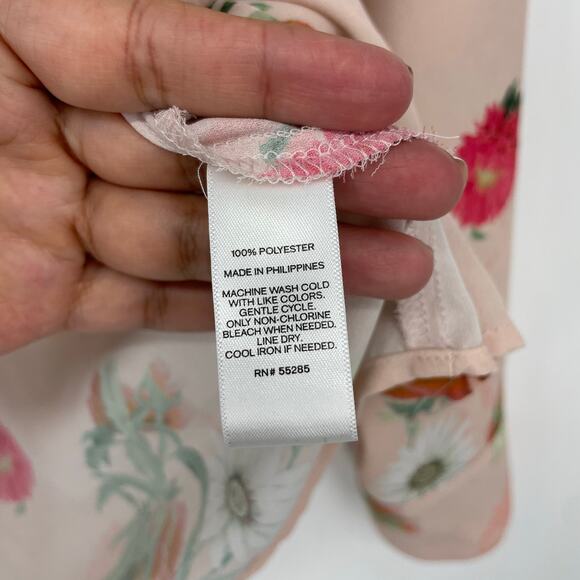 100% POLYESTER
MADE IN PHILIPPINES
MACHINE WASH COLD
WITH LIKE COLORS.
GENTLE CYCLE.
ONLY NON-CHLORINE
BLEACH WHEN NEEDED.
LINE DRY.
COOL IRON IF NEEDED.
RN# 55285